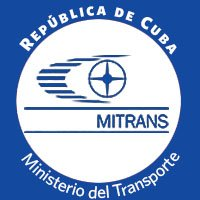 República de Cuba
MITRANS
Ministerio del Transporte